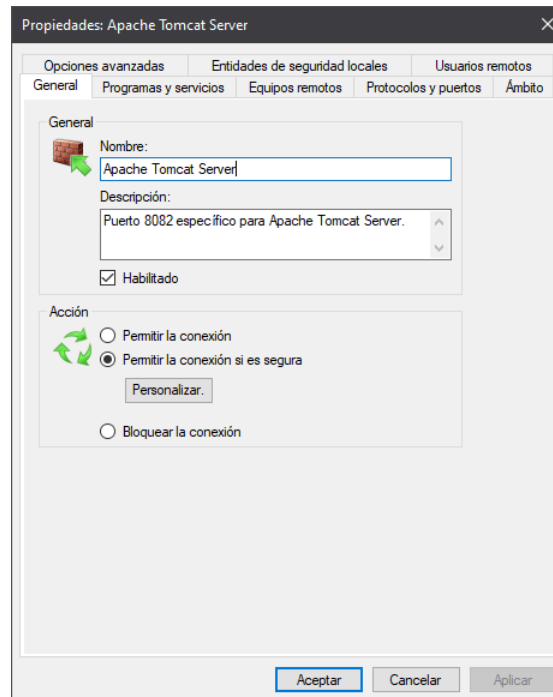 Propiedades: Apache Tomcat Server
Opciones avanzadas Entidades de seguridad locales Usuarios remotos
General Programas y servicios Equipos remotos Protocolos y puertos Ámbito
General
Nombre:
Apache Tomcat Server
Descripción:
Puerto 8082 específico para Apache Tomcat Server.
Habilitado
Acción
Permitir la conexión
Permitir la conexión si es segura
Personalizar.
Bloquear la conexión
Aceptar Cancelar Aplicar